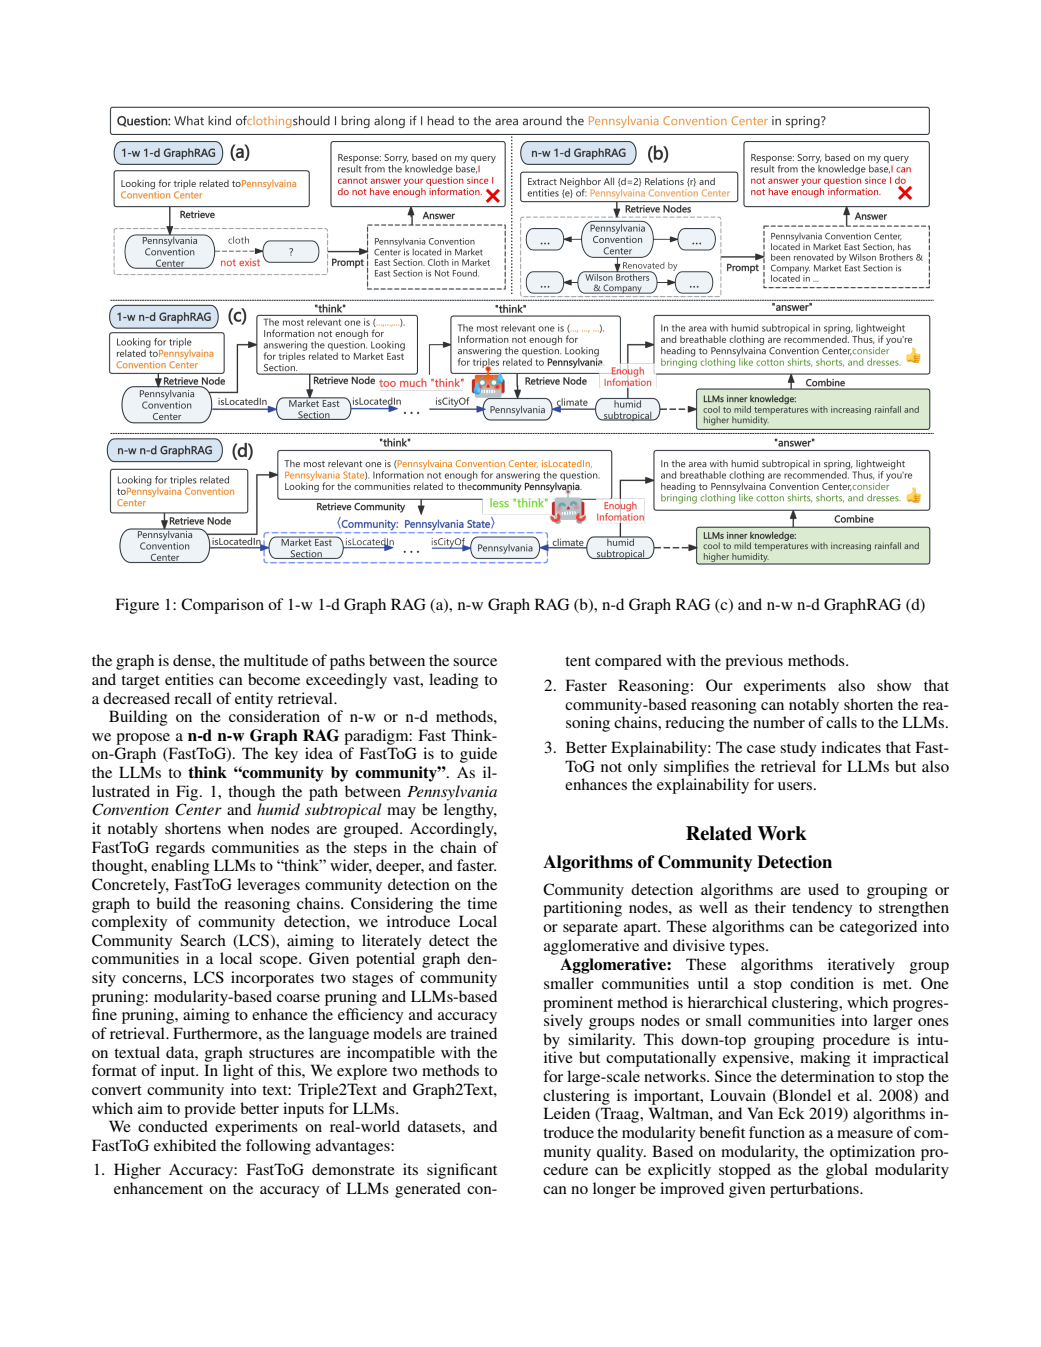 Question: What kind ofclothingshould I bring along if I head to the area around the Pennsylvania Convention Center in spring?
1-w 1-d GraphRAG (a)
Looking for triple related toPennsylvaina
Convention Center
Retrieve
Pennsylvania
Convention
Center
cloth
not exist
?
Prompt
Response: Sorry, based on my query
result from the knowledge base,I
cannot answer your question since I
do not have enough information.
Answer
Pennsylvania Convention
Center is located in Market
East Section. Cloth in Market
East Section is Not Found.
n-w 1-d GraphRAG (b)
Extract Neighbor All {d=2} Relations {r} and
entities {e} of: Pennsylvaina Convention Center
Retrieve Nodes
...
Pennsylvania
Convention
Center
...
Renovated by
...
Wilson Brothers
& Company
...
Prompt
Response: Sorry, based on my query
result from the knowledge base,I can
not answer your question since I do
not have enough information.
Answer
Pennsylvania Convention Center,
located in Market East Section, has
been renovated by Wilson Brothers &
Company. Market East Section is
located in ...
1-w n-d GraphRAG (c)
Looking for triple
related toPennsylvaina
Convention Center
Retrieve Node
Pennsylvania
Convention
Center
isLocatedIn
"think"
The most relevant one is (...,...,...).
Information not enough for
answering the question. Looking
for triples related to Market East
Section.
Retrieve Node
too much "think"
Market East
Section
isLocatedIn
...
isCityOf
"think"
The most relevant one is (..., ..., ...).
Information not enough for
answering the question. Looking
for triples related to Pennsylvania.
Retrieve Node
Pennsylvania
climate
humid
subtropical
Enough
Infomation
"answer"
In the area with humid subtropical in spring, lightweight
and breathable clothing are recommended. Thus, if you're
heading to Pennsylvaina Convention Center,consider
bringing clothing like cotton shirts, shorts, and dresses.
Combine
LLMs inner knowledge:
cool to mild temperatures with increasing rainfall and
higher humidity.
n-w n-d GraphRAG (d)
Looking for triples related
toPennsylvaina Convention
Center
Retrieve Node
Pennsylvania
Convention
Center
isLocatedIn
"think"
The most relevant one is (Pennsylvaina Convention Center, isLocatedIn,
Pennsylvania State). Information not enough for answering the question.
Looking for the communities related to thecommunity Pennsylvania.
Retrieve Community
less "think"
⟨Community: Pennsylvania State⟩
Market East
Section
isLocatedIn
...
isCityOf
Pennsylvania
climate
humid
subtropical
Enough
Infomation
"answer"
In the area with humid subtropical in spring, lightweight
and breathable clothing are recommended. Thus, if you're
heading to Pennsylvaina Convention Center,consider
bringing clothing like cotton shirts, shorts, and dresses.
Combine
LLMs inner knowledge:
cool to mild temperatures with increasing rainfall and
higher humidity.
Figure 1: Comparison of 1-w 1-d Graph RAG (a), n-w Graph RAG (b), n-d Graph RAG (c) and n-w n-d GraphRAG (d)
the graph is dense, the multitude of paths between the source
and target entities can become exceedingly vast, leading to
a decreased recall of entity retrieval.
Building on the consideration of n-w or n-d methods,
we propose a n-d n-w Graph RAG paradigm: Fast Think-
on-Graph (FastToG). The key idea of FastToG is to guide
the LLMs to think “community by community”. As il-
lustrated in Fig. 1, though the path between Pennsylvania
Convention Center and humid subtropical may be lengthy,
it notably shortens when nodes are grouped. Accordingly,
FastToG regards communities as the steps in the chain of
thought, enabling LLMs to “think” wider, deeper, and faster.
Concretely, FastToG leverages community detection on the
graph to build the reasoning chains. Considering the time
complexity of community detection, we introduce Local
Community Search (LCS), aiming to literately detect the
communities in a local scope. Given potential graph den-
sity concerns, LCS incorporates two stages of community
pruning: modularity-based coarse pruning and LLMs-based
fine pruning, aiming to enhance the efficiency and accuracy
of retrieval. Furthermore, as the language models are trained
on textual data, graph structures are incompatible with the
format of input. In light of this, We explore two methods to
convert community into text: Triple2Text and Graph2Text,
which aim to provide better inputs for LLMs.
We conducted experiments on real-world datasets, and
FastToG exhibited the following advantages:
1. Higher Accuracy: FastToG demonstrate its significant
enhancement on the accuracy of LLMs generated con-
tent compared with the previous methods.
2. Faster Reasoning: Our experiments also show that
community-based reasoning can notably shorten the rea-
soning chains, reducing the number of calls to the LLMs.
3. Better Explainability: The case study indicates that Fast-
ToG not only simplifies the retrieval for LLMs but also
enhances the explainability for users.
Related Work
Algorithms of Community Detection
Community detection algorithms are used to grouping or
partitioning nodes, as well as their tendency to strengthen
or separate apart. These algorithms can be categorized into
agglomerative and divisive types.
Agglomerative: These algorithms iteratively group
smaller communities until a stop condition is met. One
prominent method is hierarchical clustering, which progres-
sively groups nodes or small communities into larger ones
by similarity. This down-top grouping procedure is intu-
itive but computationally expensive, making it impractical
for large-scale networks. Since the determination to stop the
clustering is important, Louvain (Blondel et al. 2008) and
Leiden (Traag, Waltman, and Van Eck 2019) algorithms in-
troduce the modularity benefit function as a measure of com-
munity quality. Based on modularity, the optimization pro-
cedure can be explicitly stopped as the global modularity
can no longer be improved given perturbations.